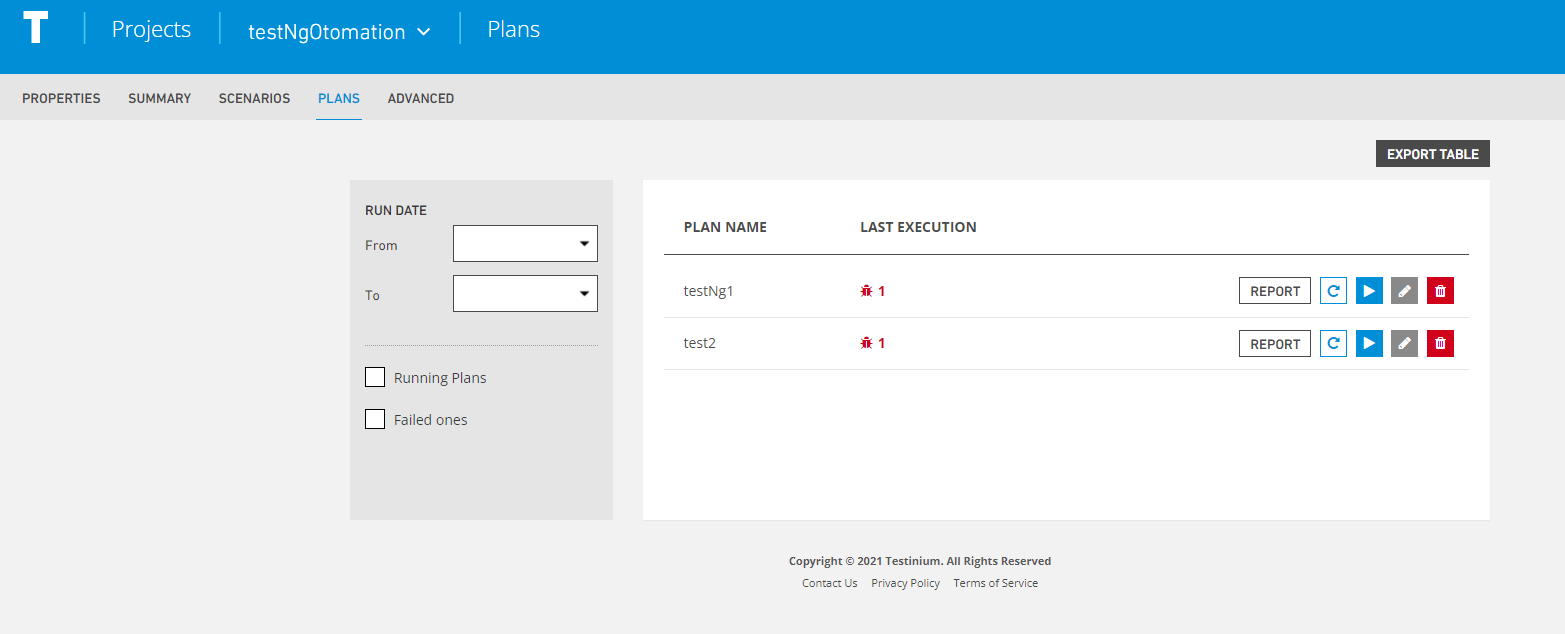 T Projects testNgOtomation Plans
PROPERTIES SUMMARY SCENARIOS PLANS ADVANCED
EXPORT TABLE
RUN DATE
From
To
Running Plans
Failed ones
PLAN NAME LAST EXECUTION
testNg1 1 REPORT
test2 1 REPORT
Copyright © 2021 Testinium. All Rights Reserved
Contact Us Privacy Policy Terms of Service